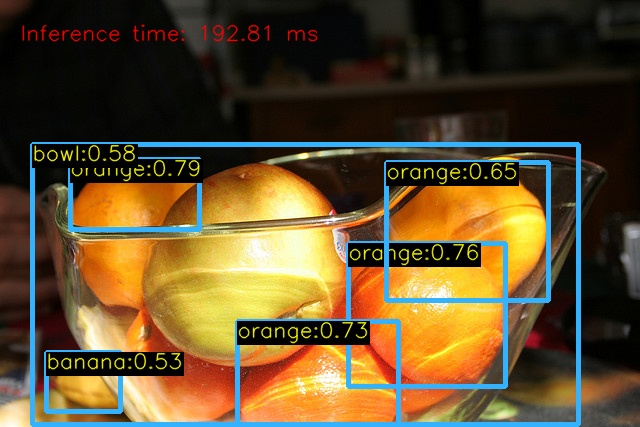 Inference time: 192.81 ms
bowl:0.58
orange:0.79
orange:0.65
orange:0.76
orange:0.73
banana:0.53